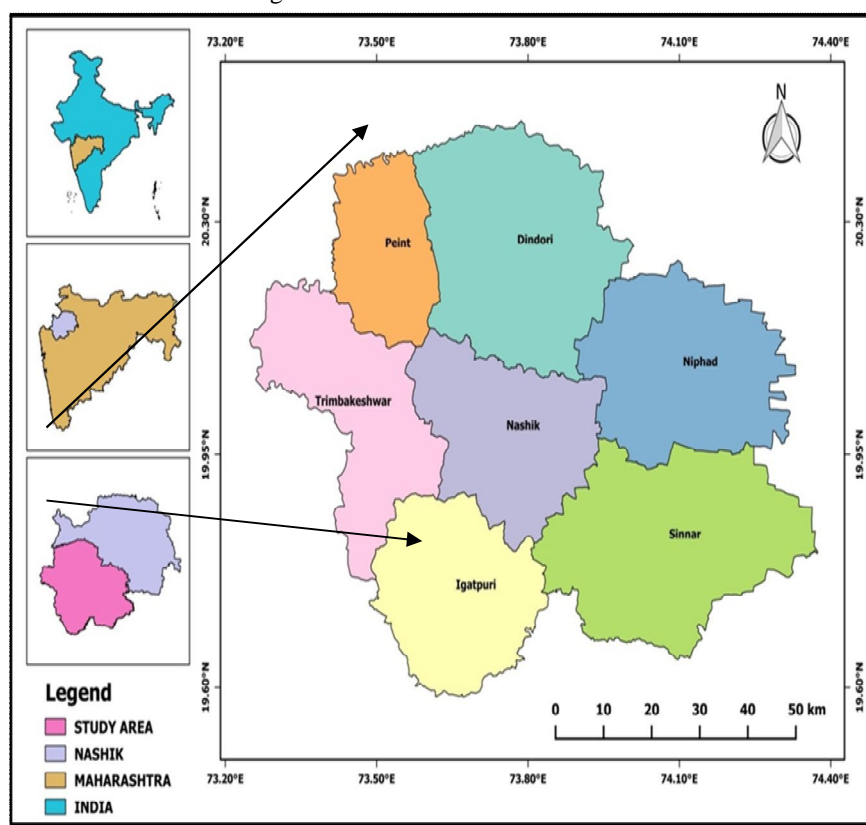 73.20°E 73.50°E 73.80°E 74.10°E 74.40°E
N
20.30°N 20.30°N
Peint
Dindori
Niphad
Trimbakeshwar
Nashik
19.95°N 19.95°N
Sinnar
Igatpuri
19.60°N 19.60°N
Legend
STUDY AREA
NASHIK
MAHARASHTRA
INDIA
0 10 20 30 40 50 km
73.20°E 73.50°E 73.80°E 74.10°E 74.40°E